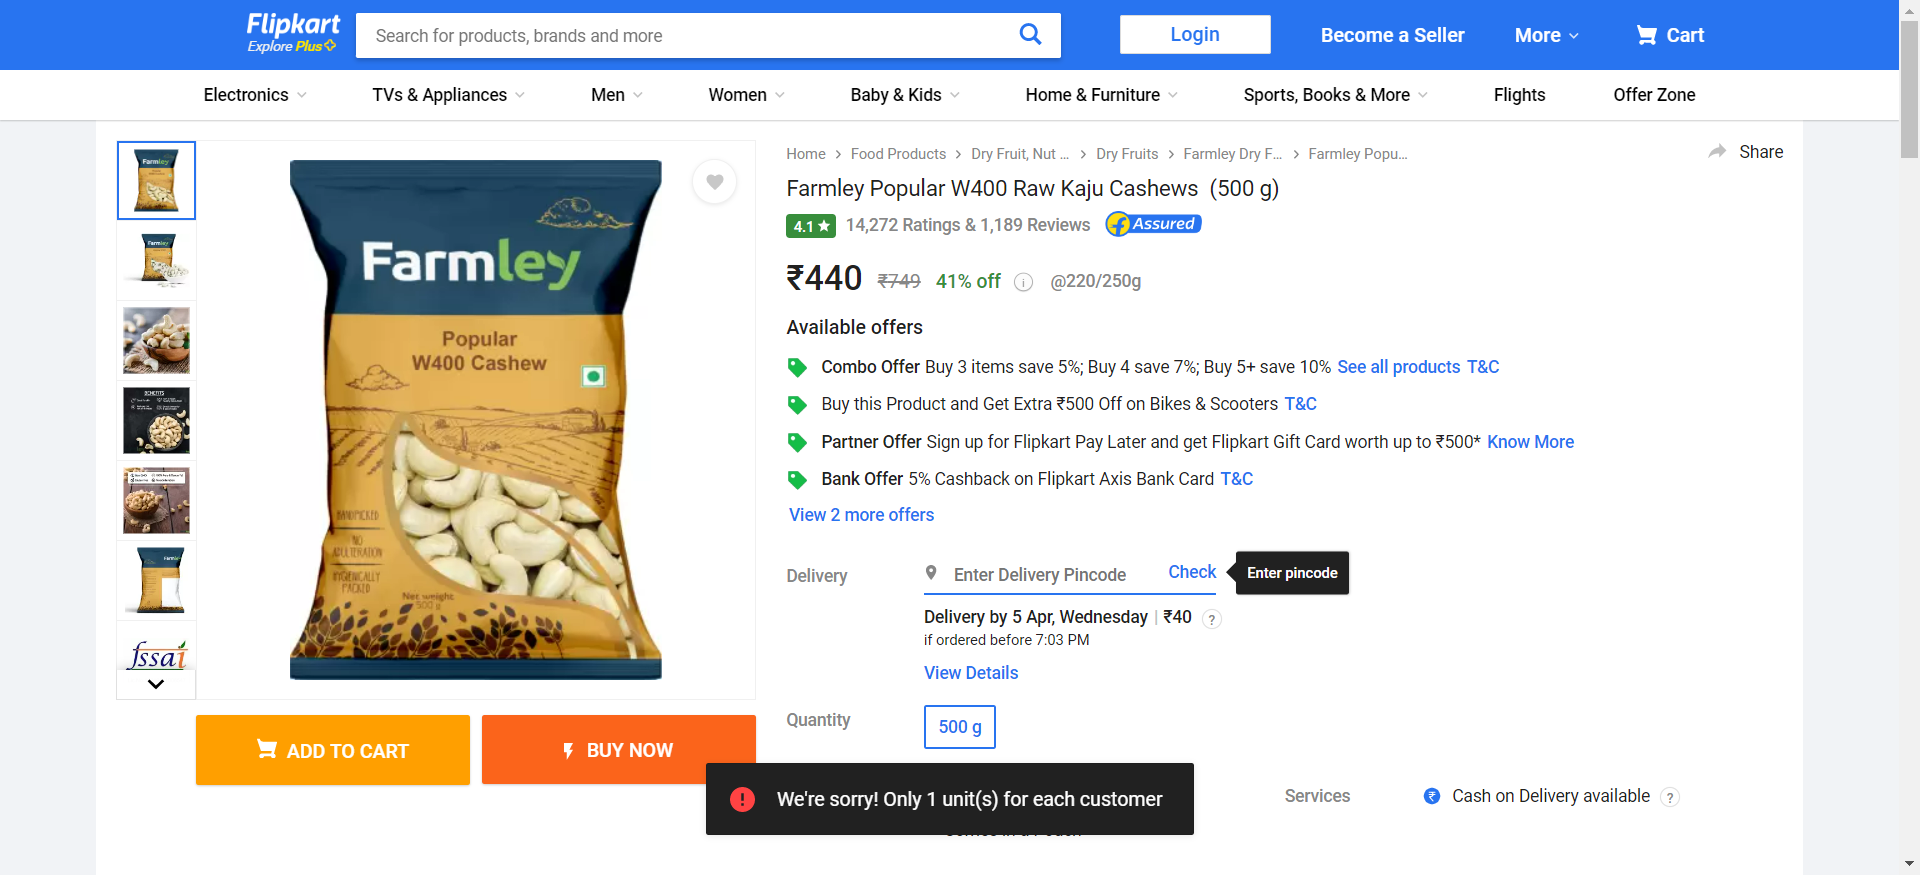 Flipkart
Explore Plus
Search for products, brands and more
Login
Become a Seller
More
Cart
Electronics
TVs & Appliances
Men
Women
Baby & Kids
Home & Furniture
Sports, Books & More
Flights
Offer Zone
Home > Food Products > Dry Fruit, Nut ... > Dry Fruits > Farmley Dry F... > Farmley Popu...
Share
Farmley Popular W400 Raw Kaju Cashews (500 g)
4.1 ★ 14,272 Ratings & 1,189 Reviews
Assured
₹440 ₹749 41% off @220/250g
Available offers
Combo Offer Buy 3 items save 5%; Buy 4 save 7%; Buy 5+ save 10% See all products T&C
Buy this Product and Get Extra ₹500 Off on Bikes & Scooters T&C
Partner Offer Sign up for Flipkart Pay Later and get Flipkart Gift Card worth up to ₹500* Know More
Bank Offer 5% Cashback on Flipkart Axis Bank Card T&C
View 2 more offers
Delivery
Enter Delivery Pincode
Check
Enter pincode
Delivery by 5 Apr, Wednesday | ₹40 ?
if ordered before 7:03 PM
View Details
Quantity
500 g
Farmley
Farmley
BENEFITS
Farmley
fssai
Farmley
Popular
W400 Cashew
HANDPICKED
NO
ADULTERATION
HYGIENICALLY
PACKED
Net weight
500 g
ADD TO CART
BUY NOW
We're sorry! Only 1 unit(s) for each customer
Services
Cash on Delivery available ?